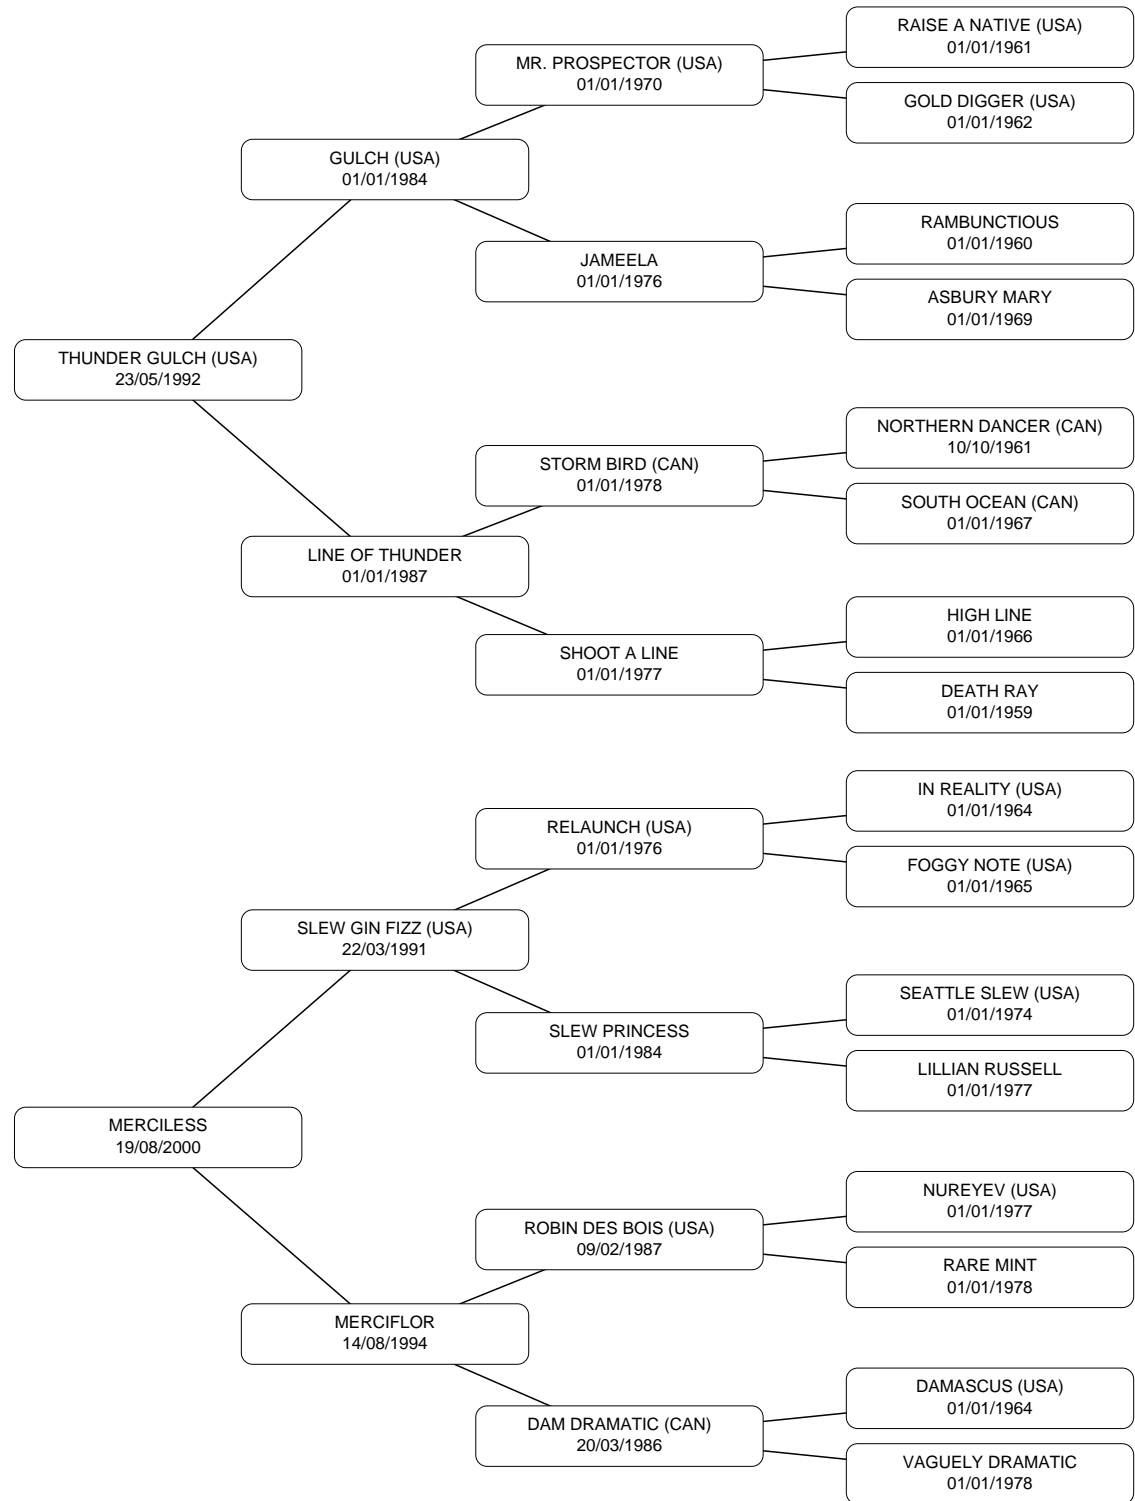 RAISE A NATIVE (USA)
01/01/1961
MR. PROSPECTOR (USA)
01/01/1970
GOLD DIGGER (USA)
01/01/1962
GULCH (USA)
01/01/1984
RAMBUNCTIOUS
01/01/1960
JAMEELA
01/01/1976
ASBURY MARY
01/01/1969
THUNDER GULCH (USA)
23/05/1992
NORTHERN DANCER (CAN)
10/10/1961
STORM BIRD (CAN)
01/01/1978
SOUTH OCEAN (CAN)
01/01/1967
LINE OF THUNDER
01/01/1987
HIGH LINE
01/01/1966
SHOOT A LINE
01/01/1977
DEATH RAY
01/01/1959
IN REALITY (USA)
01/01/1964
RELAUNCH (USA)
01/01/1976
FOGGY NOTE (USA)
01/01/1965
SLEW GIN FIZZ (USA)
22/03/1991
SEATTLE SLEW (USA)
01/01/1974
SLEW PRINCESS
01/01/1984
LILLIAN RUSSELL
01/01/1977
MERCILESS
19/08/2000
NUREYEV (USA)
01/01/1977
ROBIN DES BOIS (USA)
09/02/1987
RARE MINT
01/01/1978
MERCIFLOR
14/08/1994
DAMASCUS (USA)
01/01/1964
DAM DRAMATIC (CAN)
20/03/1986
VAGUELY DRAMATIC
01/01/1978